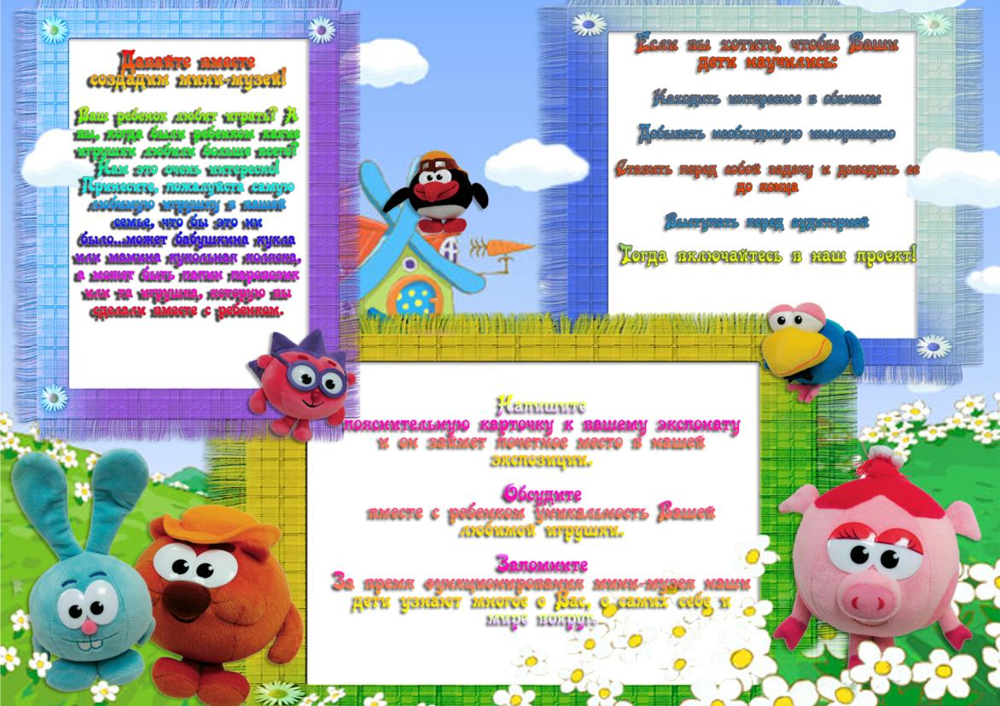 Давайте вместе
создадим мини-музей!
Ваш ребенок любит играть? А
вы, когда были ребенком какие
игрушки любили больше всего?
Нам это очень интересно!
Принесите, пожалуйста самую
любимую игрушку в вашей
семье, что бы это ни
было...может бабушкина кукла
или мамина кукольная коляска,
а может быть папин паровозик
или та игрушка, которую вы
сделали вместе с ребенком.
Если вы хотите, чтобы Ваши
дети научились:
Находить интересное в обычном
Добывать необходимую информацию
Ставить перед собой задачу и доводить ее
до конца
Выступать перед аудиторией
Тогда включайтесь в наш проект!
Напишите
пояснительную карточку к вашему экспонату
и он займет почетное место в нашей
экспозиции.
Обсудите
вместе с ребенком уникальность Вашей
любимой игрушки.
Запомните
За время функционирования мини-музея наши
дети узнают многое о Вас, о самих себе и
мире вокруг.